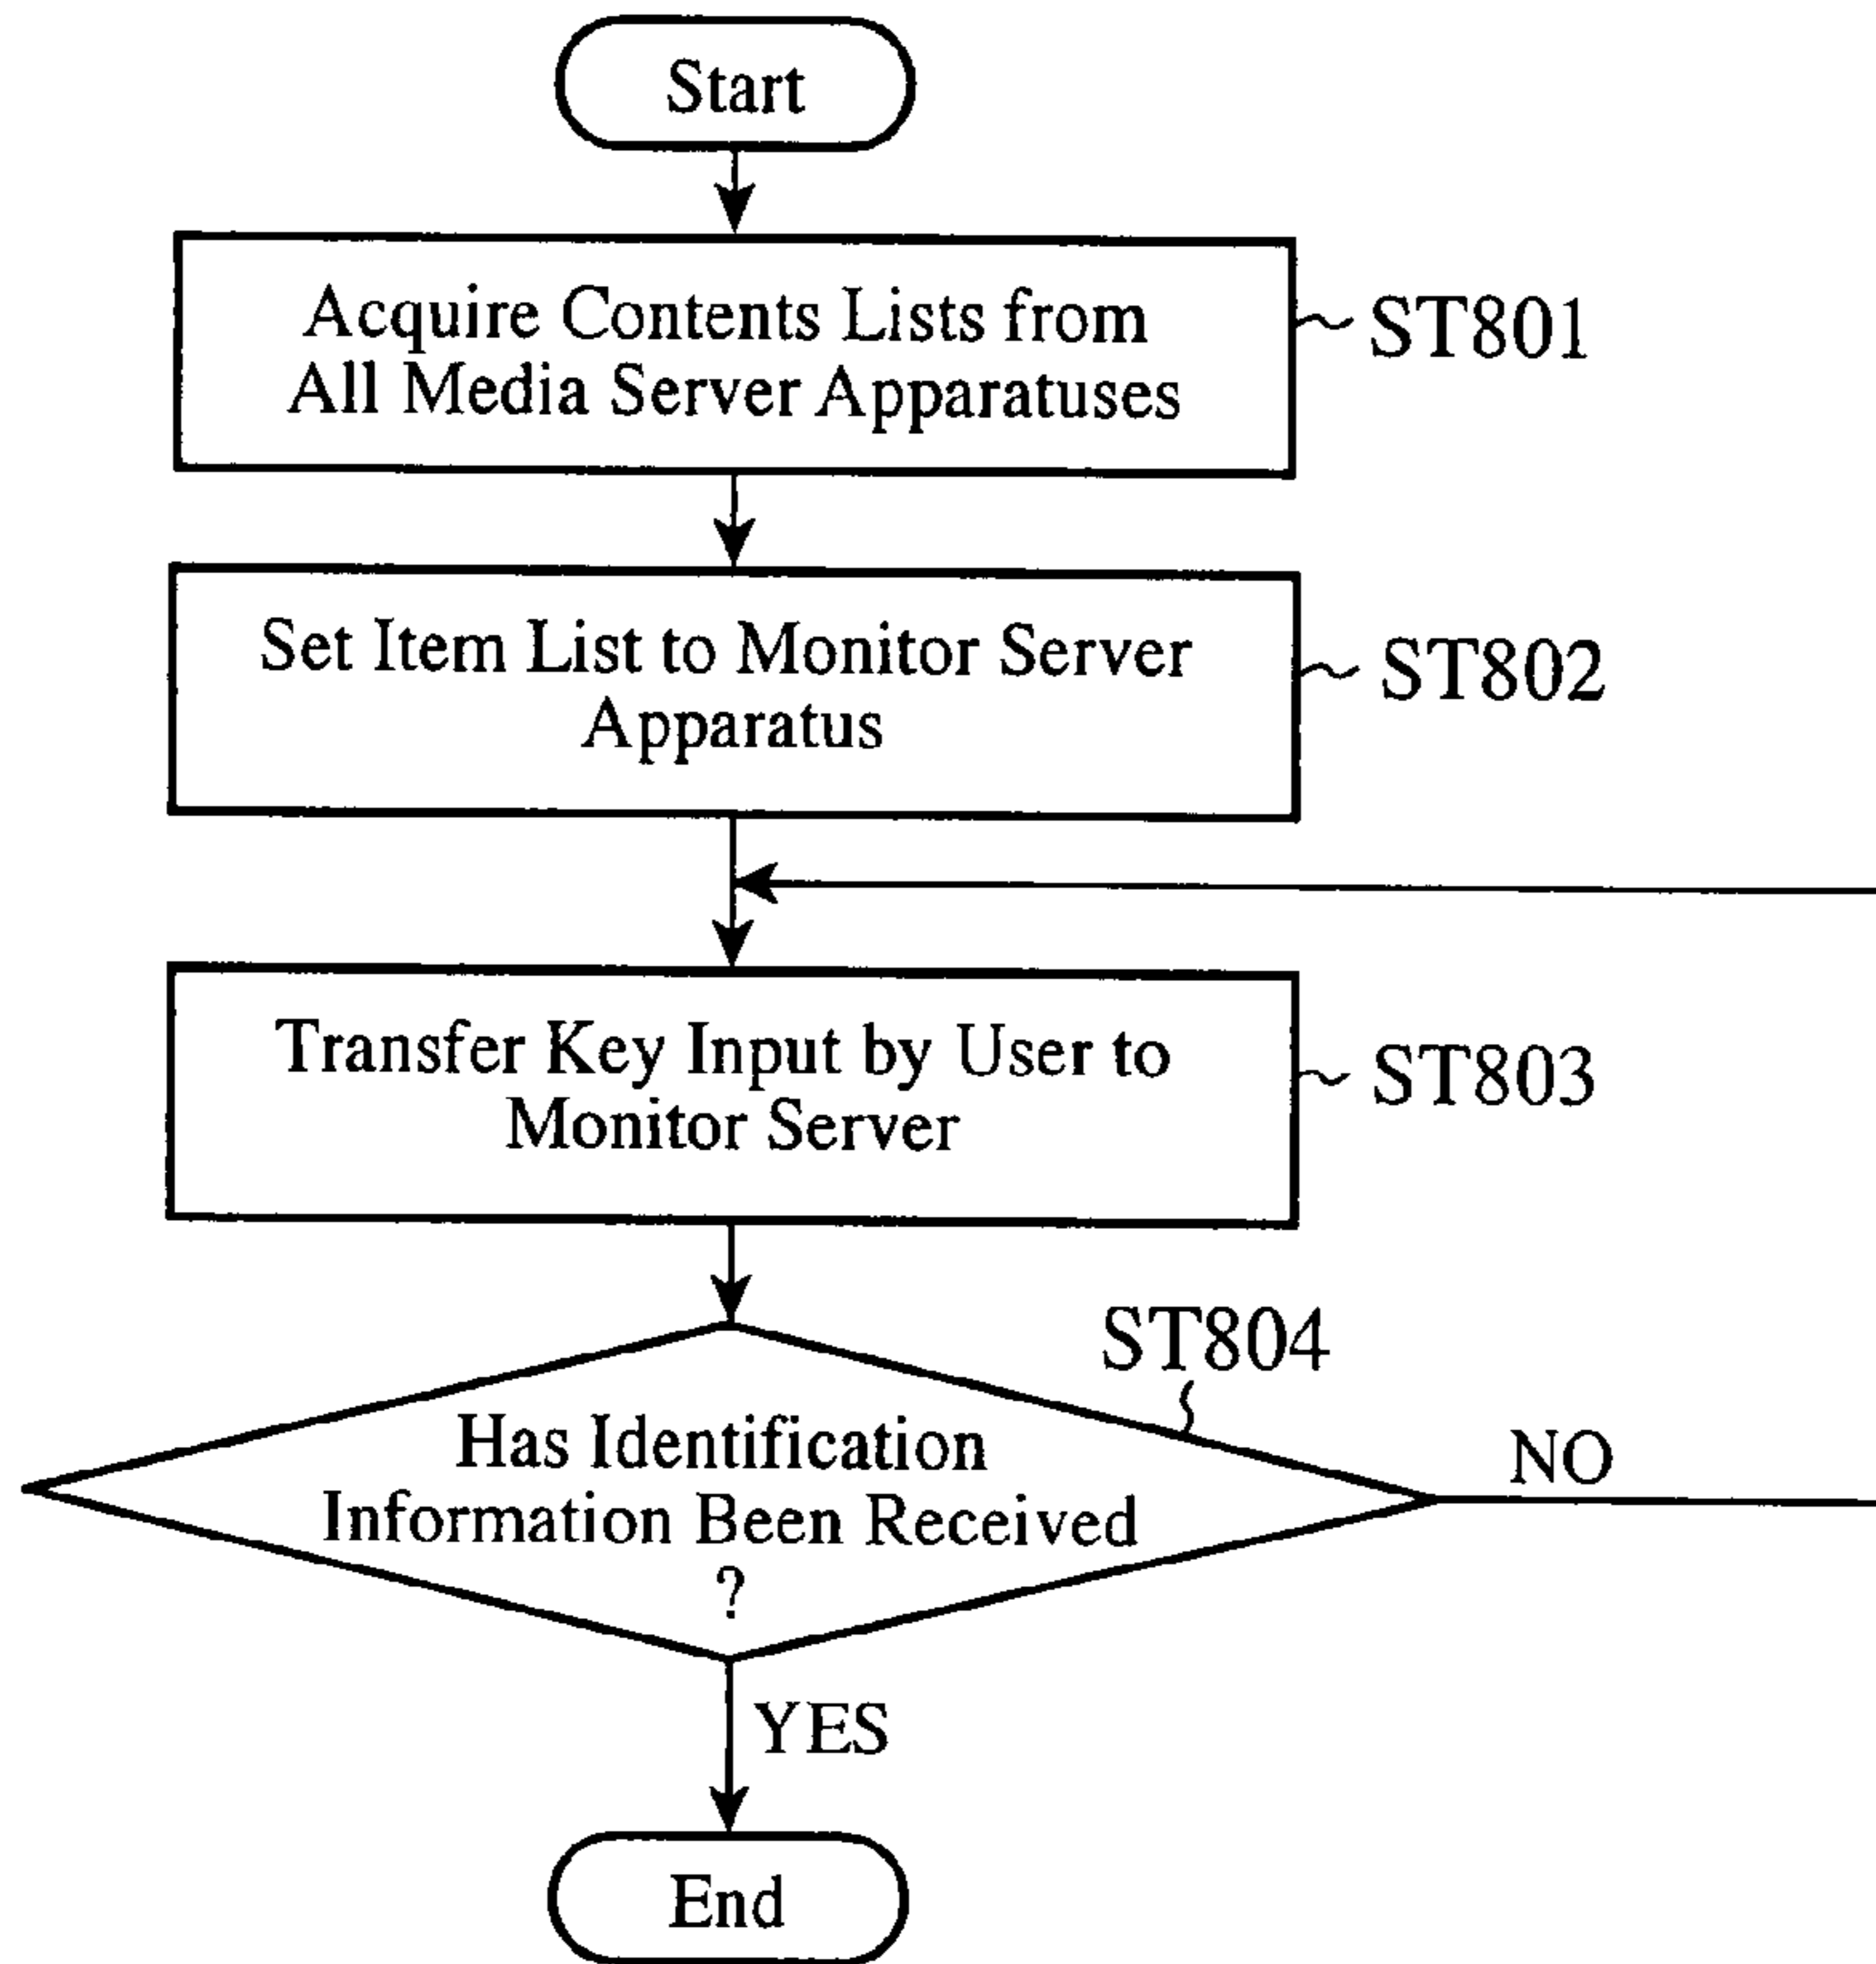 Start
Acquire Contents Lists from
All Media Server Apparatuses
ST801
Set Item List to Monitor Server
Apparatus
ST802
Transfer Key Input by User to
Monitor Server
ST803
ST804
Has Identification
Information Been Received
?
NO
YES
End